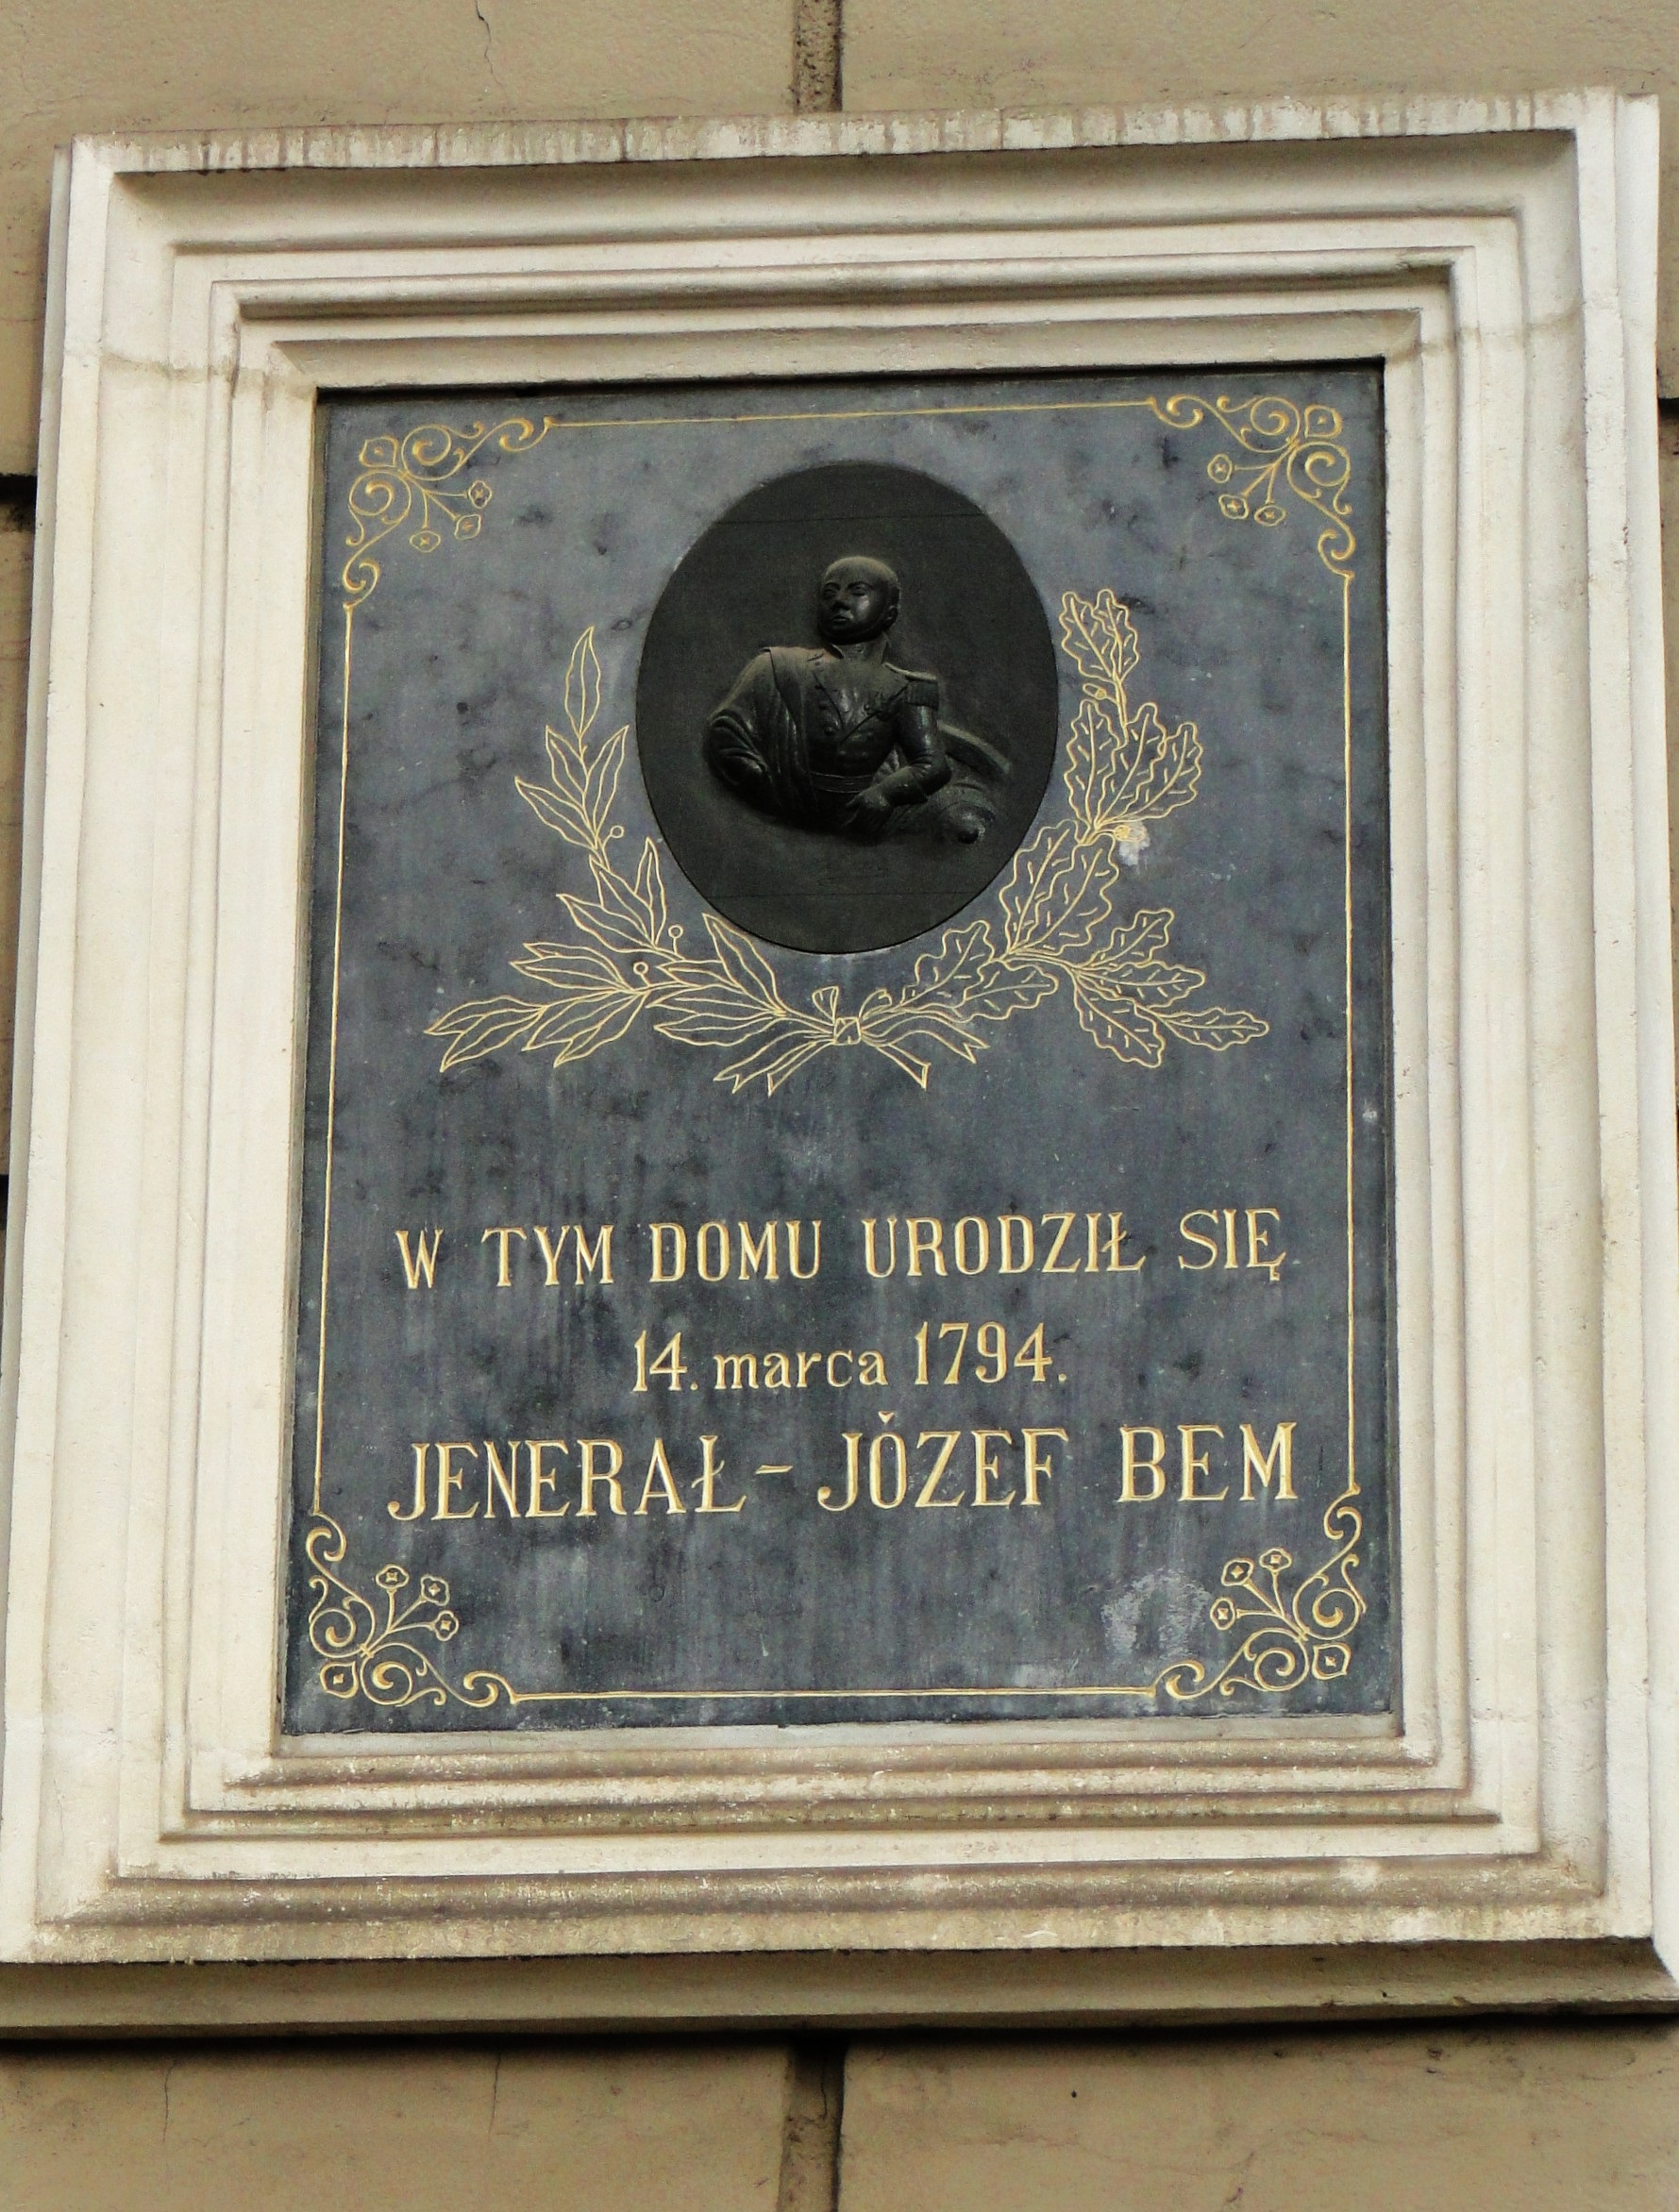 W TYM DOMU URODZIŁ SIĘ
14. marca 1794.
JENERAŁ - JÓZEF BEM